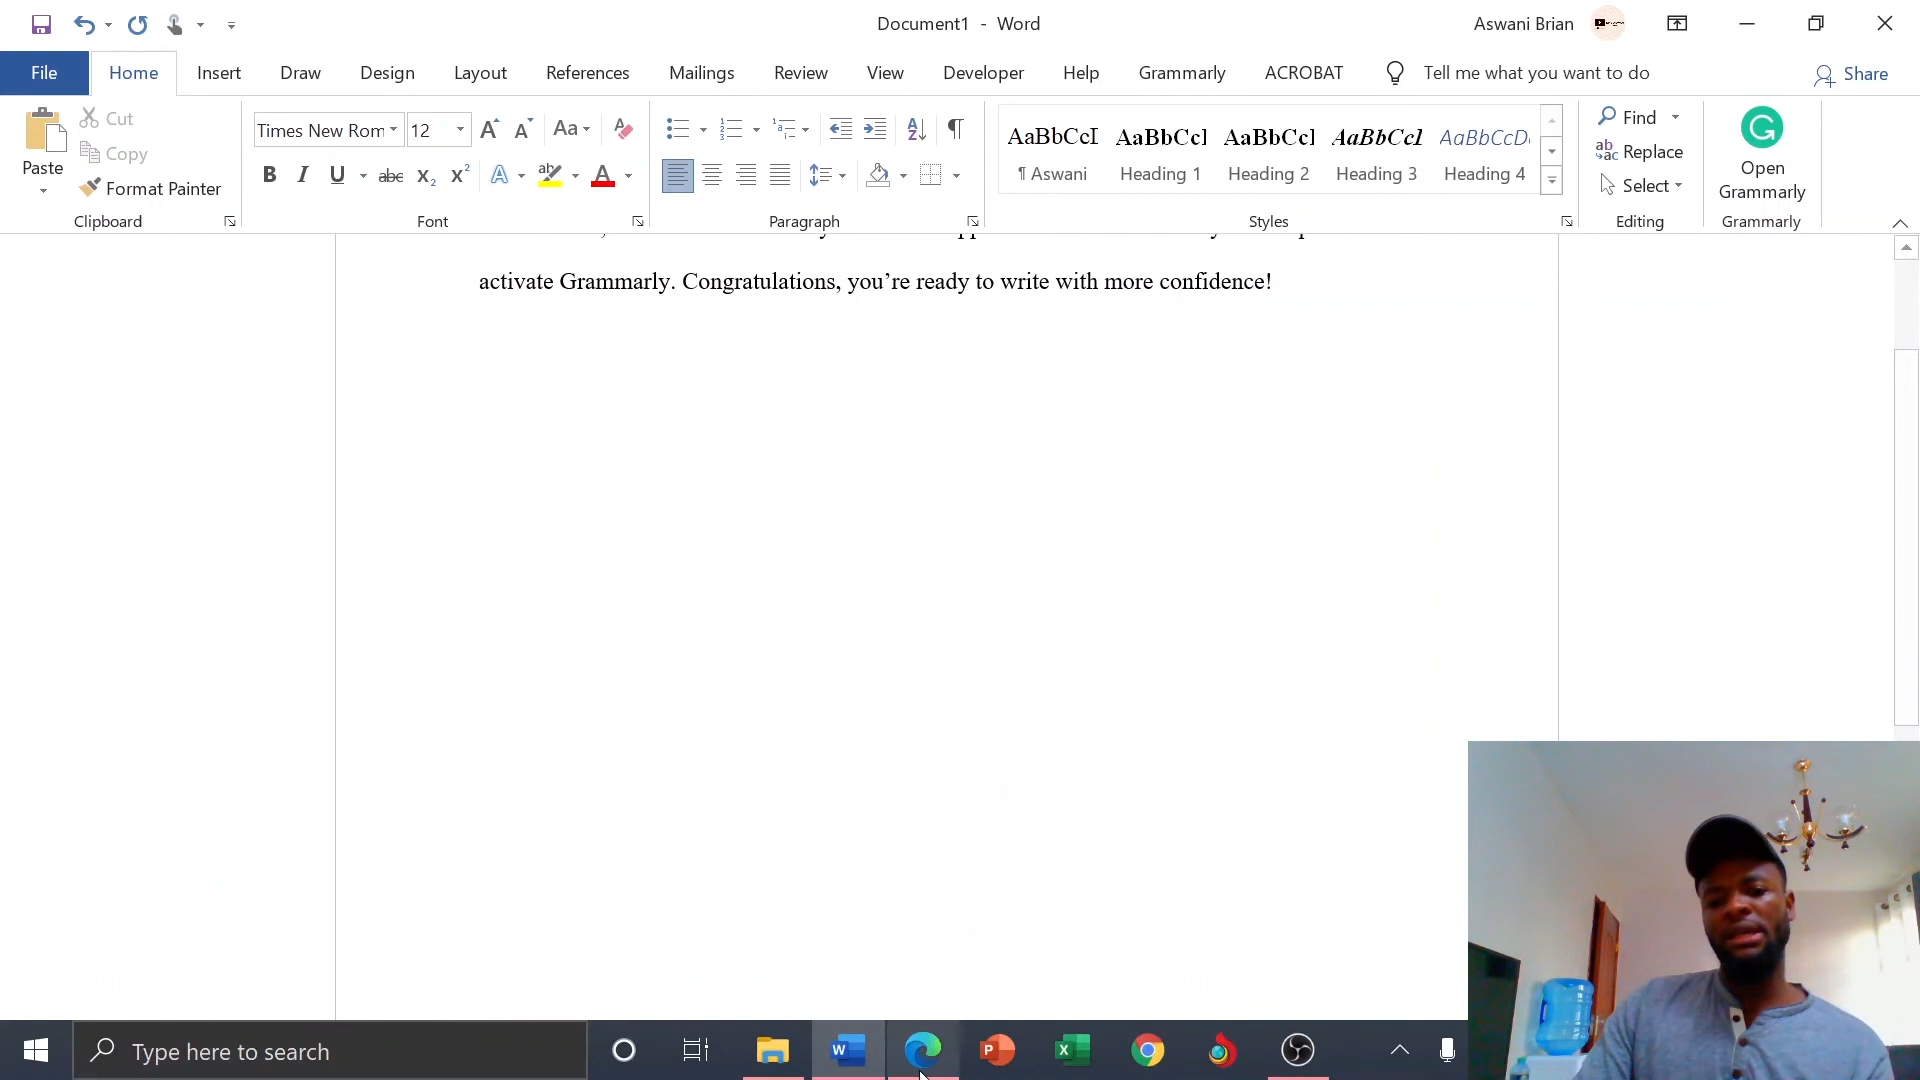 Document1 - Word
Aswani Brian
File Home Insert Draw Design Layout References Mailings Review View Developer Help Grammarly ACROBAT Tell me what you want to do Share
Paste
Cut
Copy
Format Painter
Clipboard
Times New Rom 12
Font
Paragraph
AaBbCcI AaBbCcI AaBbCcI AaBbCcI AaBbCcD
¶ Aswani Heading 1 Heading 2 Heading 3 Heading 4
Styles
Find
Replace
Select
Editing
Open
Grammarly
Grammarly
activate Grammarly. Congratulations, you’re ready to write with more confidence!
Type here to search